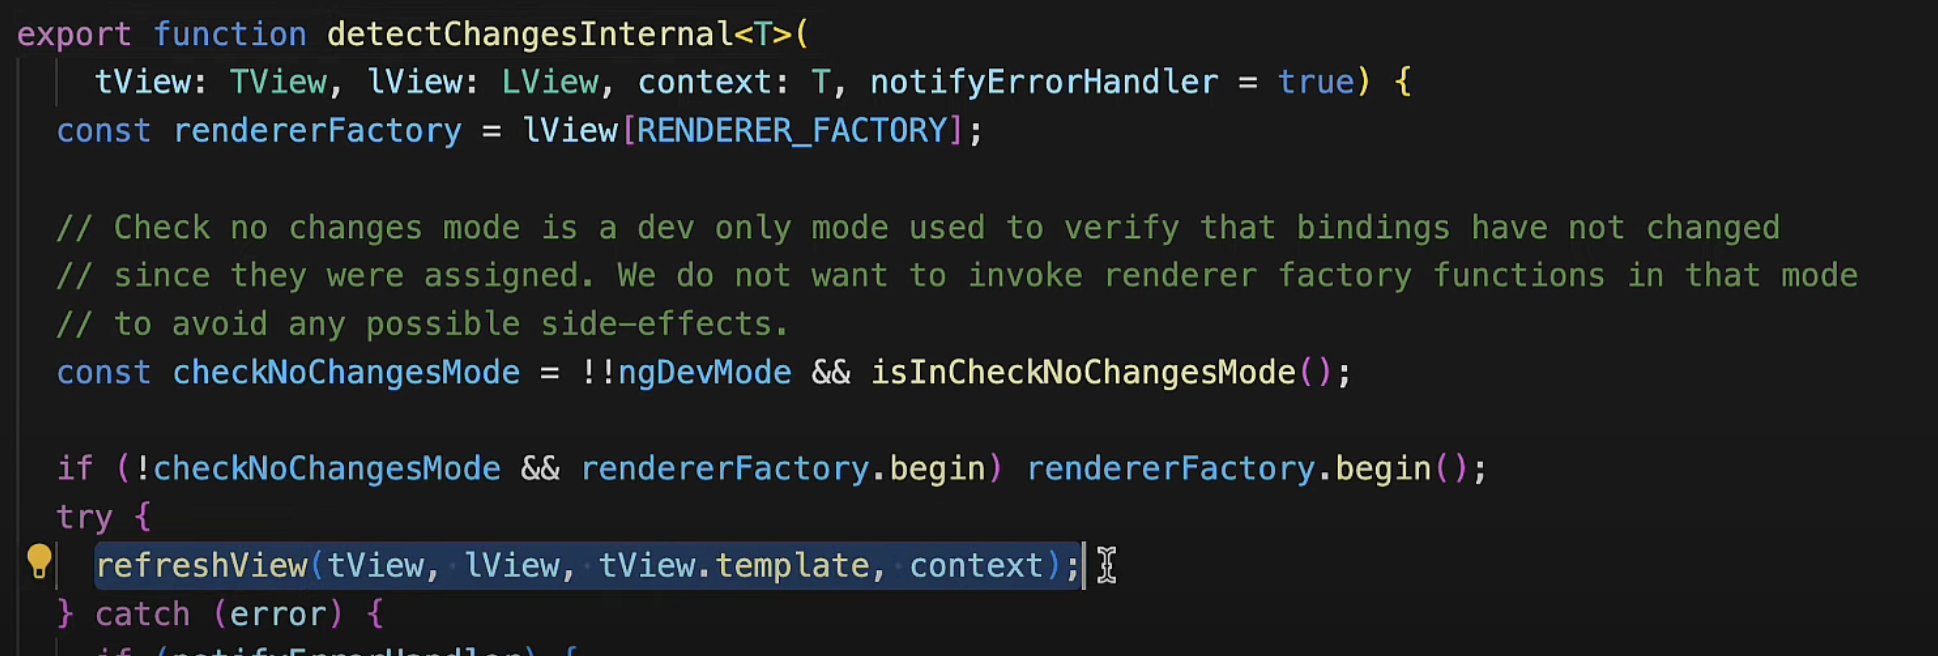 export function detectChangesInternal<T>(
tView: TView, lView: LView, context: T, notifyErrorHandler = true) {
const rendererFactory = lView[RENDERER_FACTORY];
// Check no changes mode is a dev only mode used to verify that bindings have not changed
// since they were assigned. We do not want to invoke renderer factory functions in that mode
// to avoid any possible side-effects.
const checkNoChangesMode = !!ngDevMode && isInCheckNoChangesMode();
if (!checkNoChangesMode && rendererFactory.begin) rendererFactory.begin();
try {
refreshView(tView, lView, tView.template, context);
} catch (error) {
if (notifyErrorHandler) {